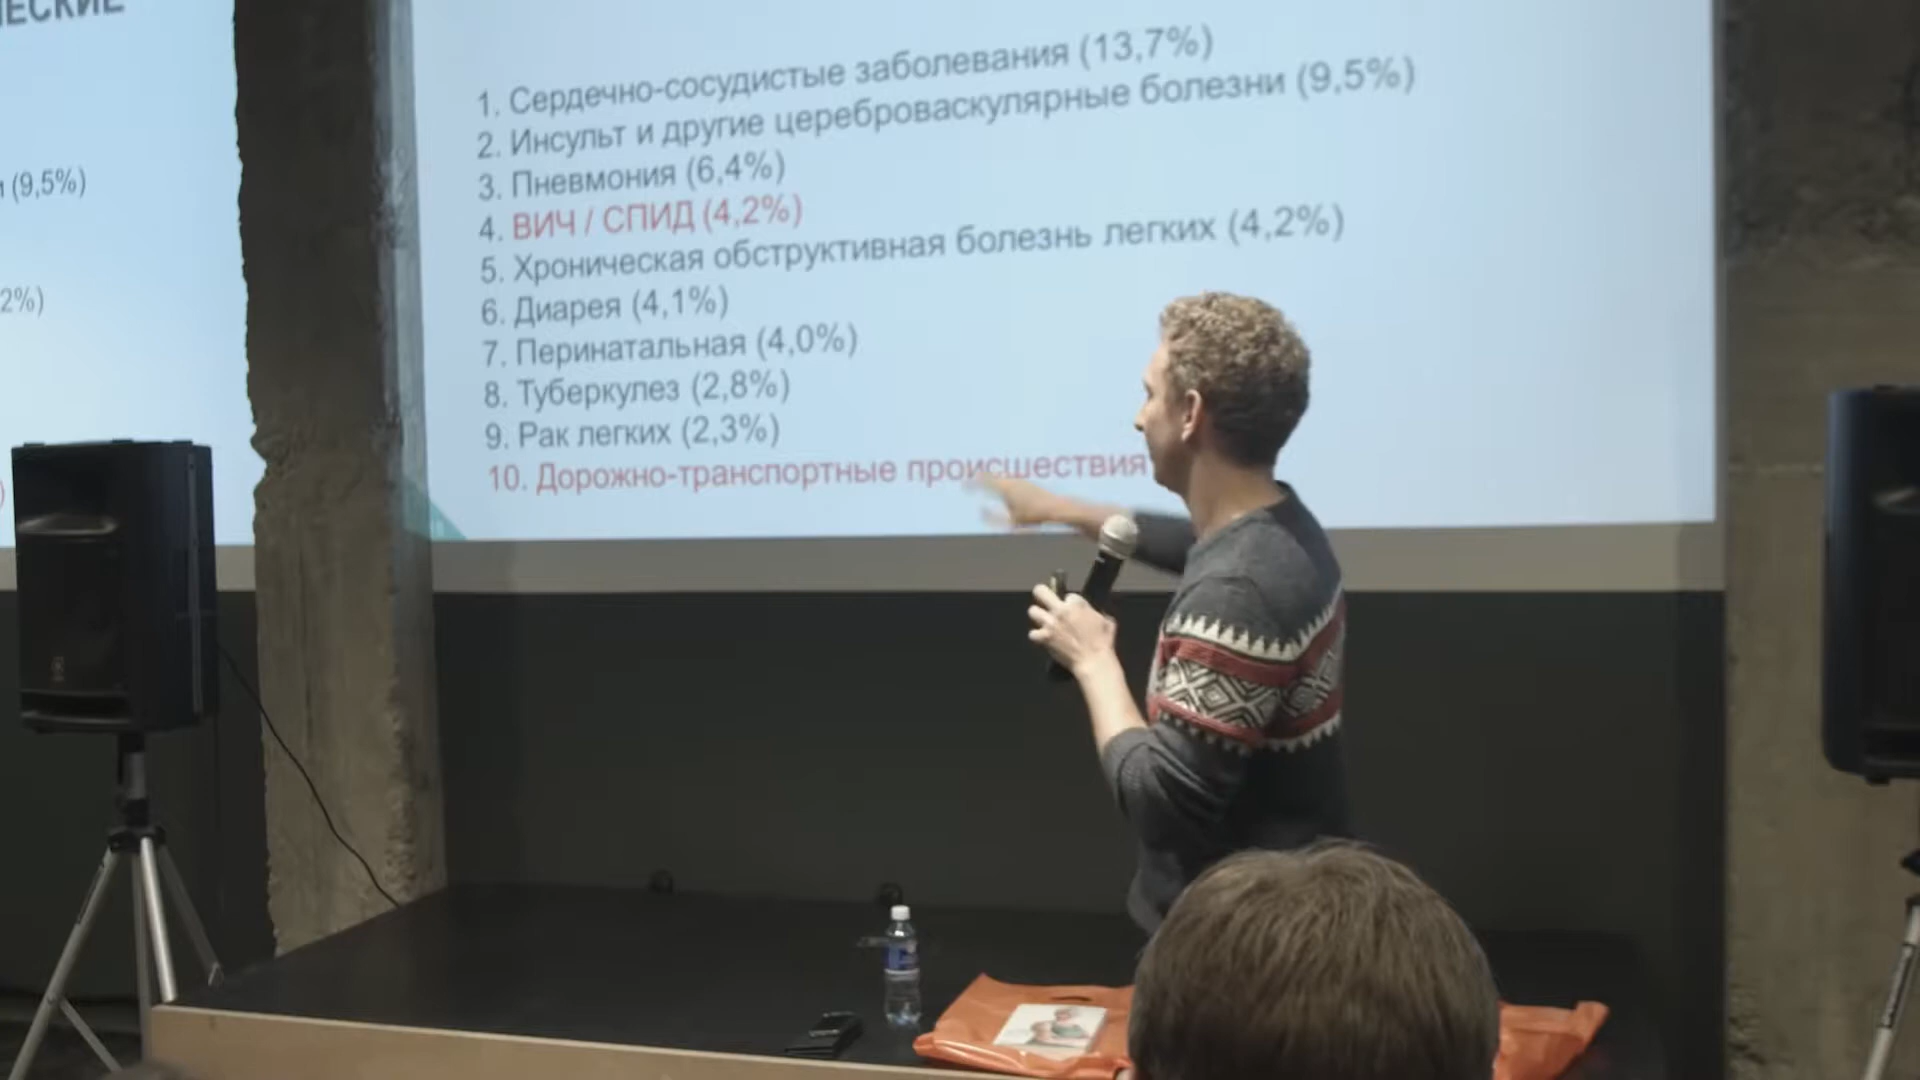 ЕСКИЕ
(9,5%)
2%)
)
1. Сердечно-сосудистые заболевания (13,7%)
2. Инсульт и другие цереброваскулярные болезни (9,5%)
3. Пневмония (6,4%)
4. ВИЧ / СПИД (4,2%)
5. Хроническая обструктивная болезнь легких (4,2%)
6. Диарея (4,1%)
7. Перинатальная (4,0%)
8. Туберкулез (2,8%)
9. Рак легких (2,3%)
10. Дорожно-транспортные происшествия